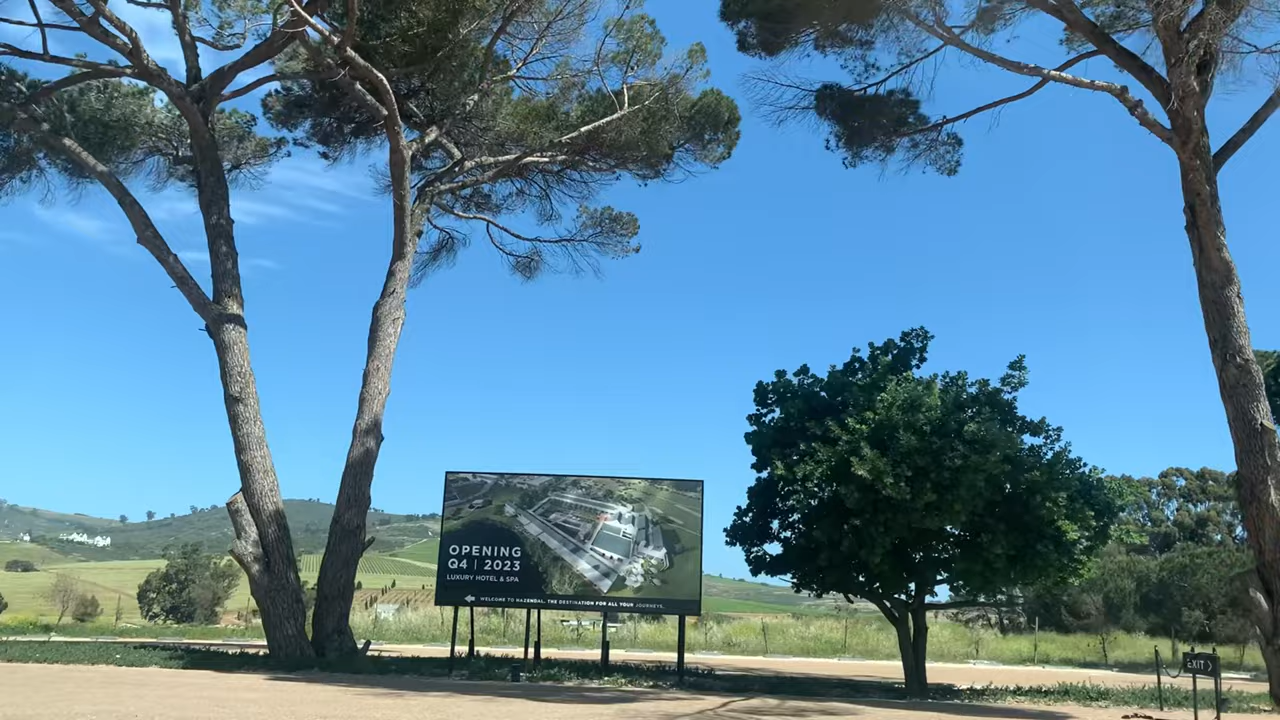 OPENING
Q4 | 2023
LUXURY HOTEL & SPA
WELCOME TO HAZENDAL, THE DESTINATION FOR ALL YOUR JOURNEYS.
EXIT